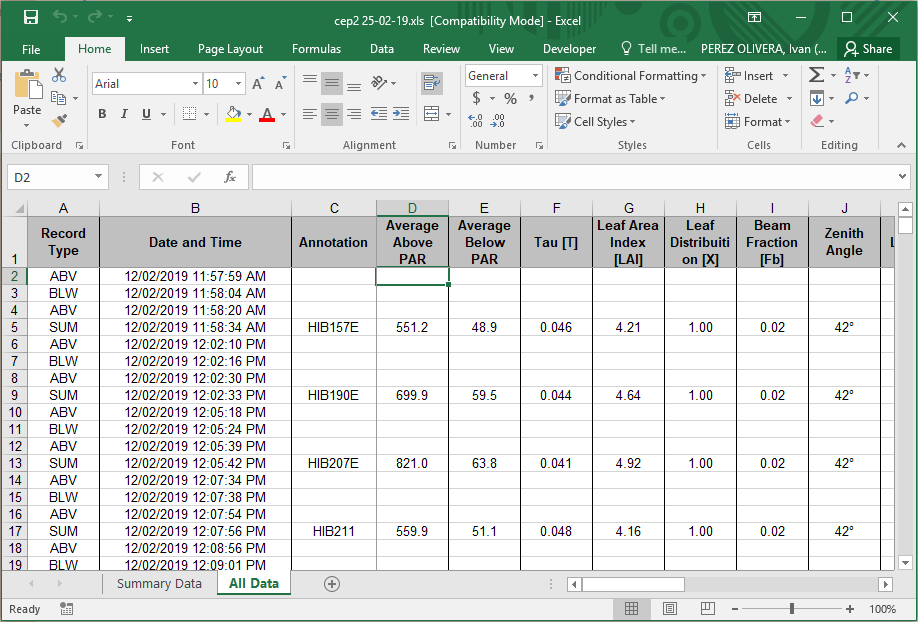 cep2 25-02-19.xls [Compatibility Mode] - Excel
File Home Insert Page Layout Formulas Data Review View Developer Tell me... PEREZ OLIVERA, Ivan (... Share
Paste Arial 10 A A General Conditional Formatting Insert Σ A Z
B I U A $ % , Format as Table Delete
.00 .00 Cell Styles Format
Clipboard Font Alignment Number Styles Cells Editing
D2 fx
A B C D E F G H I J
1 Record Type Date and Time Annotation Average Above PAR Average Below PAR Tau [T] Leaf Area Index [LAI] Leaf Distributi on [X] Beam Fraction [Fb] Zenith Angle
2 ABV 12/02/2019 11:57:59 AM
3 BLW 12/02/2019 11:58:04 AM
4 ABV 12/02/2019 11:58:20 AM
5 SUM 12/02/2019 11:58:34 AM HIB157E 551.2 48.9 0.046 4.21 1.00 0.02 42°
6 ABV 12/02/2019 12:02:10 PM
7 BLW 12/02/2019 12:02:16 PM
8 ABV 12/02/2019 12:02:30 PM
9 SUM 12/02/2019 12:02:33 PM HIB190E 699.9 59.5 0.044 4.64 1.00 0.02 42°
10 ABV 12/02/2019 12:05:18 PM
11 BLW 12/02/2019 12:05:24 PM
12 ABV 12/02/2019 12:05:39 PM
13 SUM 12/02/2019 12:05:42 PM HIB207E 821.0 63.8 0.041 4.92 1.00 0.02 42°
14 ABV 12/02/2019 12:07:34 PM
15 BLW 12/02/2019 12:07:38 PM
16 ABV 12/02/2019 12:07:54 PM
17 SUM 12/02/2019 12:07:56 PM HIB211 559.9 51.1 0.048 4.16 1.00 0.02 42°
18 ABV 12/02/2019 12:08:56 PM
19 BLW 12/02/2019 12:09:01 PM
Summary Data All Data
Ready 100%